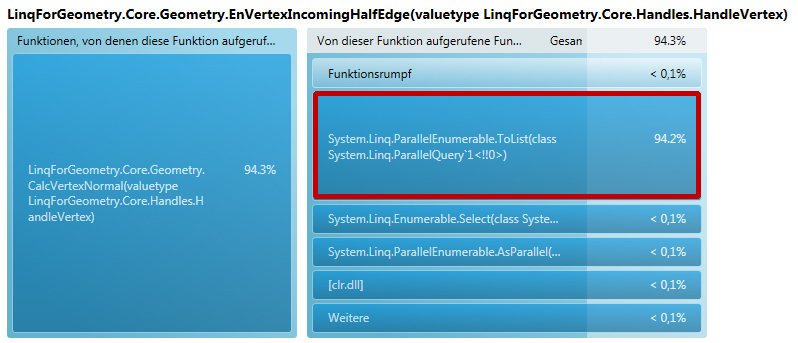 LinqForGeometry.Core.Geometry.EnVertexIncomingHalfEdge(valuetype LinqForGeometry.Core.Handles.HandleVertex)
Funktionen, von denen diese Funktion aufgeruf...
LinqForGeometry.Core.Geometry. 94.3%
CalcVertexNormal(valuetype
LinqForGeometry.Core.Handles.H
andleVertex)
Von dieser Funktion aufgerufene Fun... Gesam 94.3%
Funktionsrumpf < 0,1%
System.Linq.ParallelEnumerable.ToList(class 94.2%
System.Linq.ParallelQuery`1<!!0>)
System.Linq.Enumerable.Select(class Syste... < 0,1%
System.Linq.ParallelEnumerable.AsParallel(... < 0,1%
[clr.dll] < 0,1%
Weitere < 0,1%